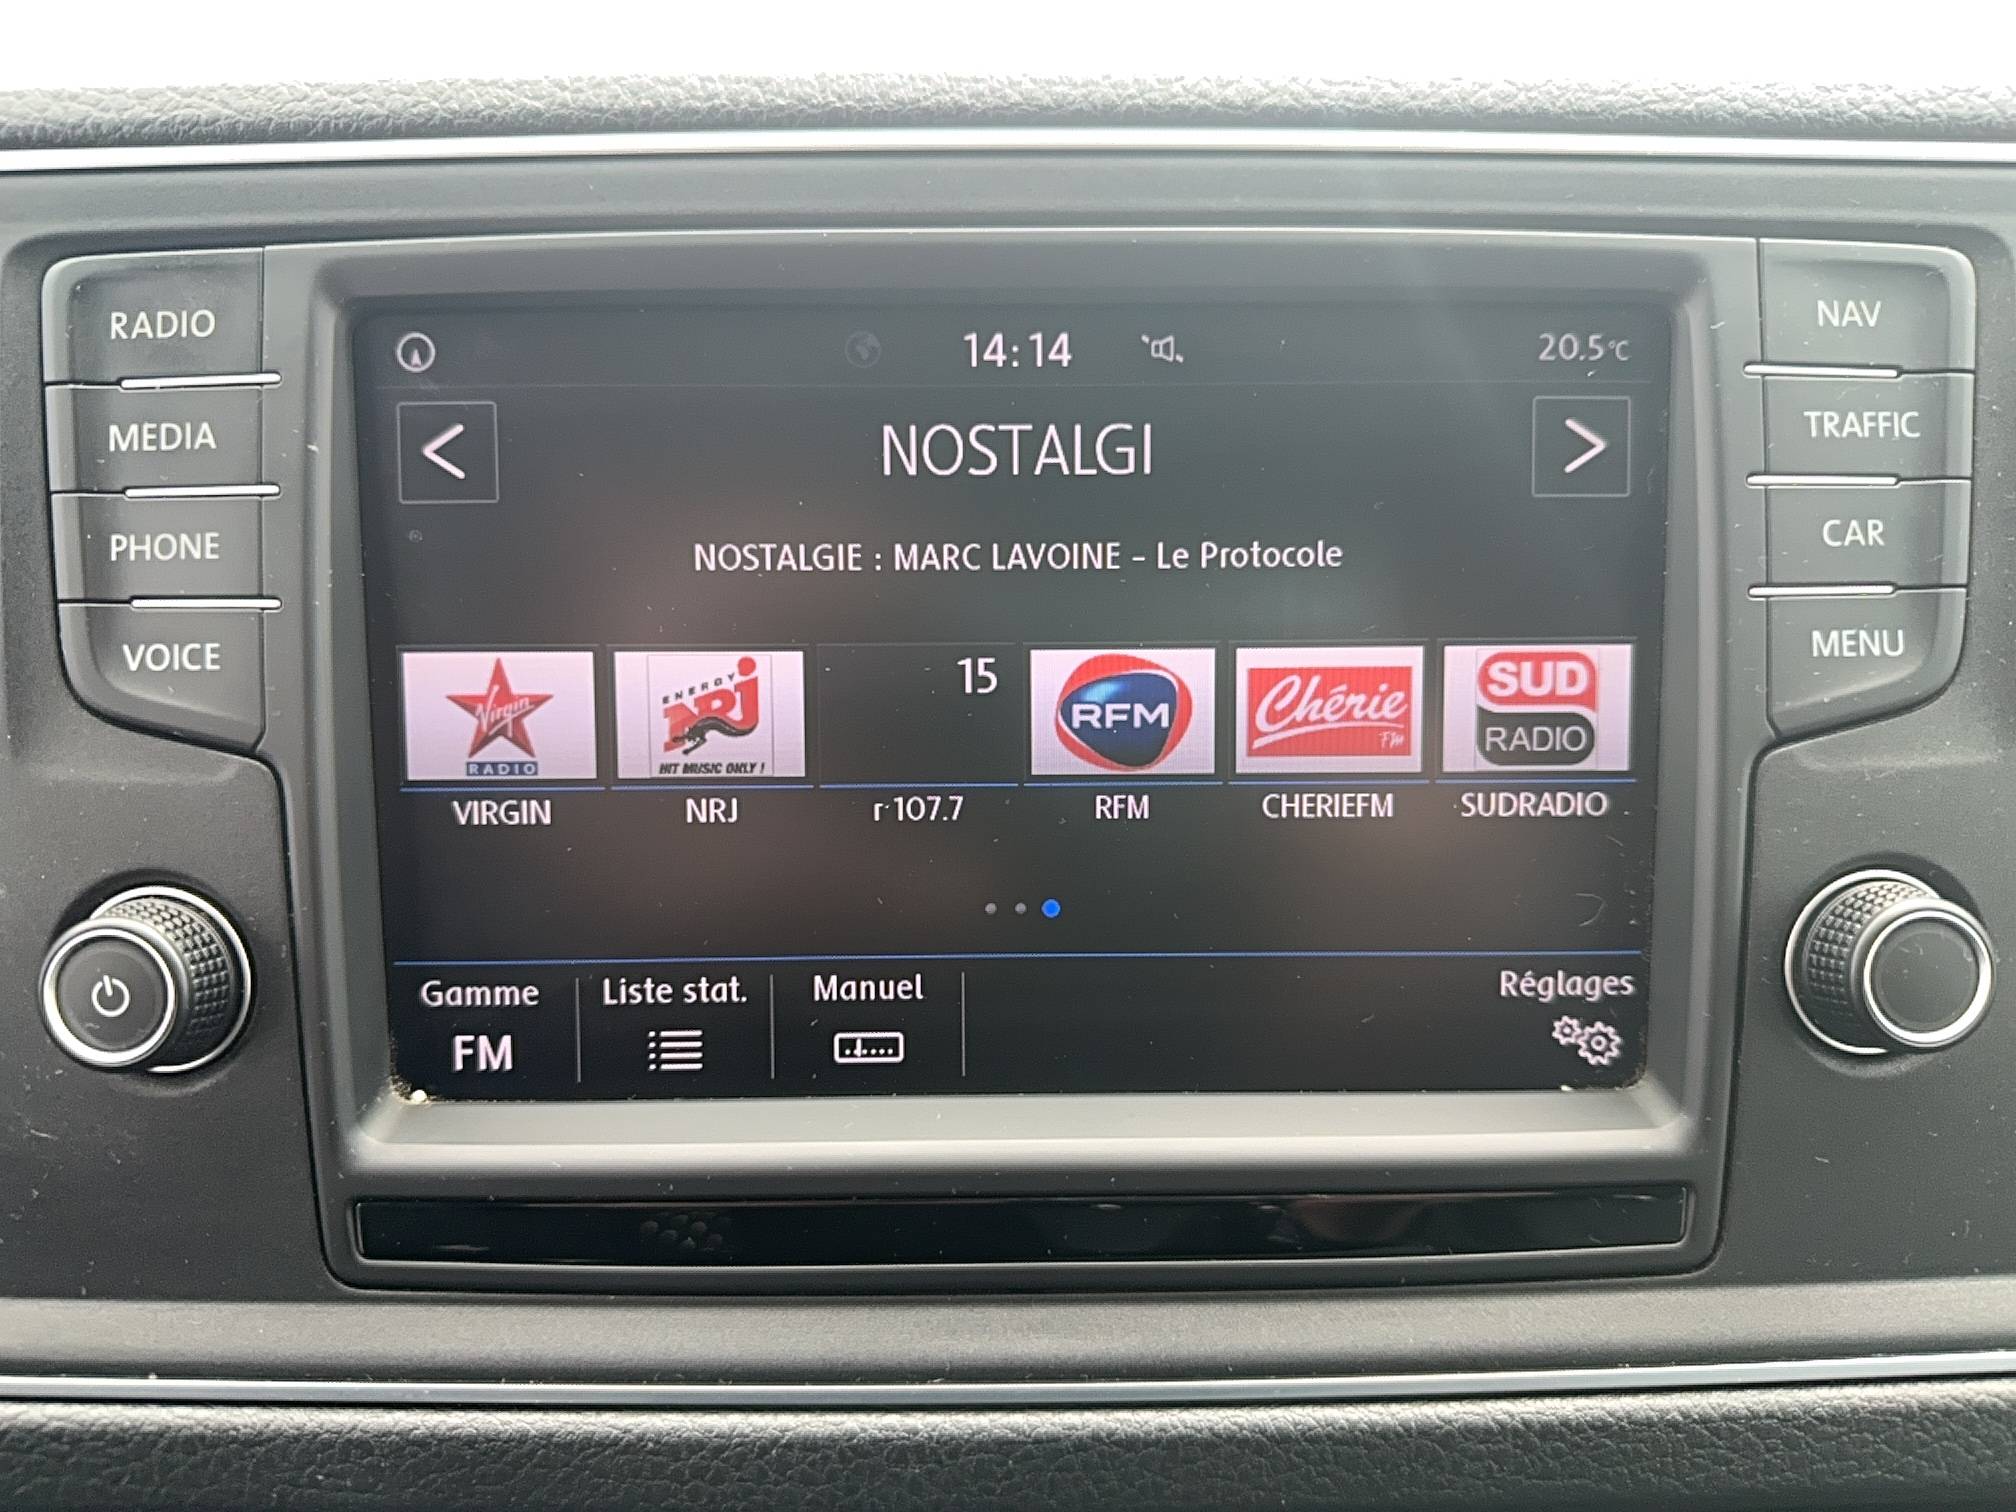 RADIO
MEDIA
PHONE
VOICE
14:14
20.5°C
<
NOSTALGI
>
NOSTALGIE : MARC LAVOINE - Le Protocole
Virgin
RADIO
ENERGY
NRJ
HIT MUSIC ONLY !
15
RFM
Chérie
FM
SUD
RADIO
VIRGIN
NRJ
r 107.7
RFM
CHERIEFM
SUDRADIO
Gamme
FM
Liste stat.
Manuel
Réglages
NAV
TRAFFIC
CAR
MENU